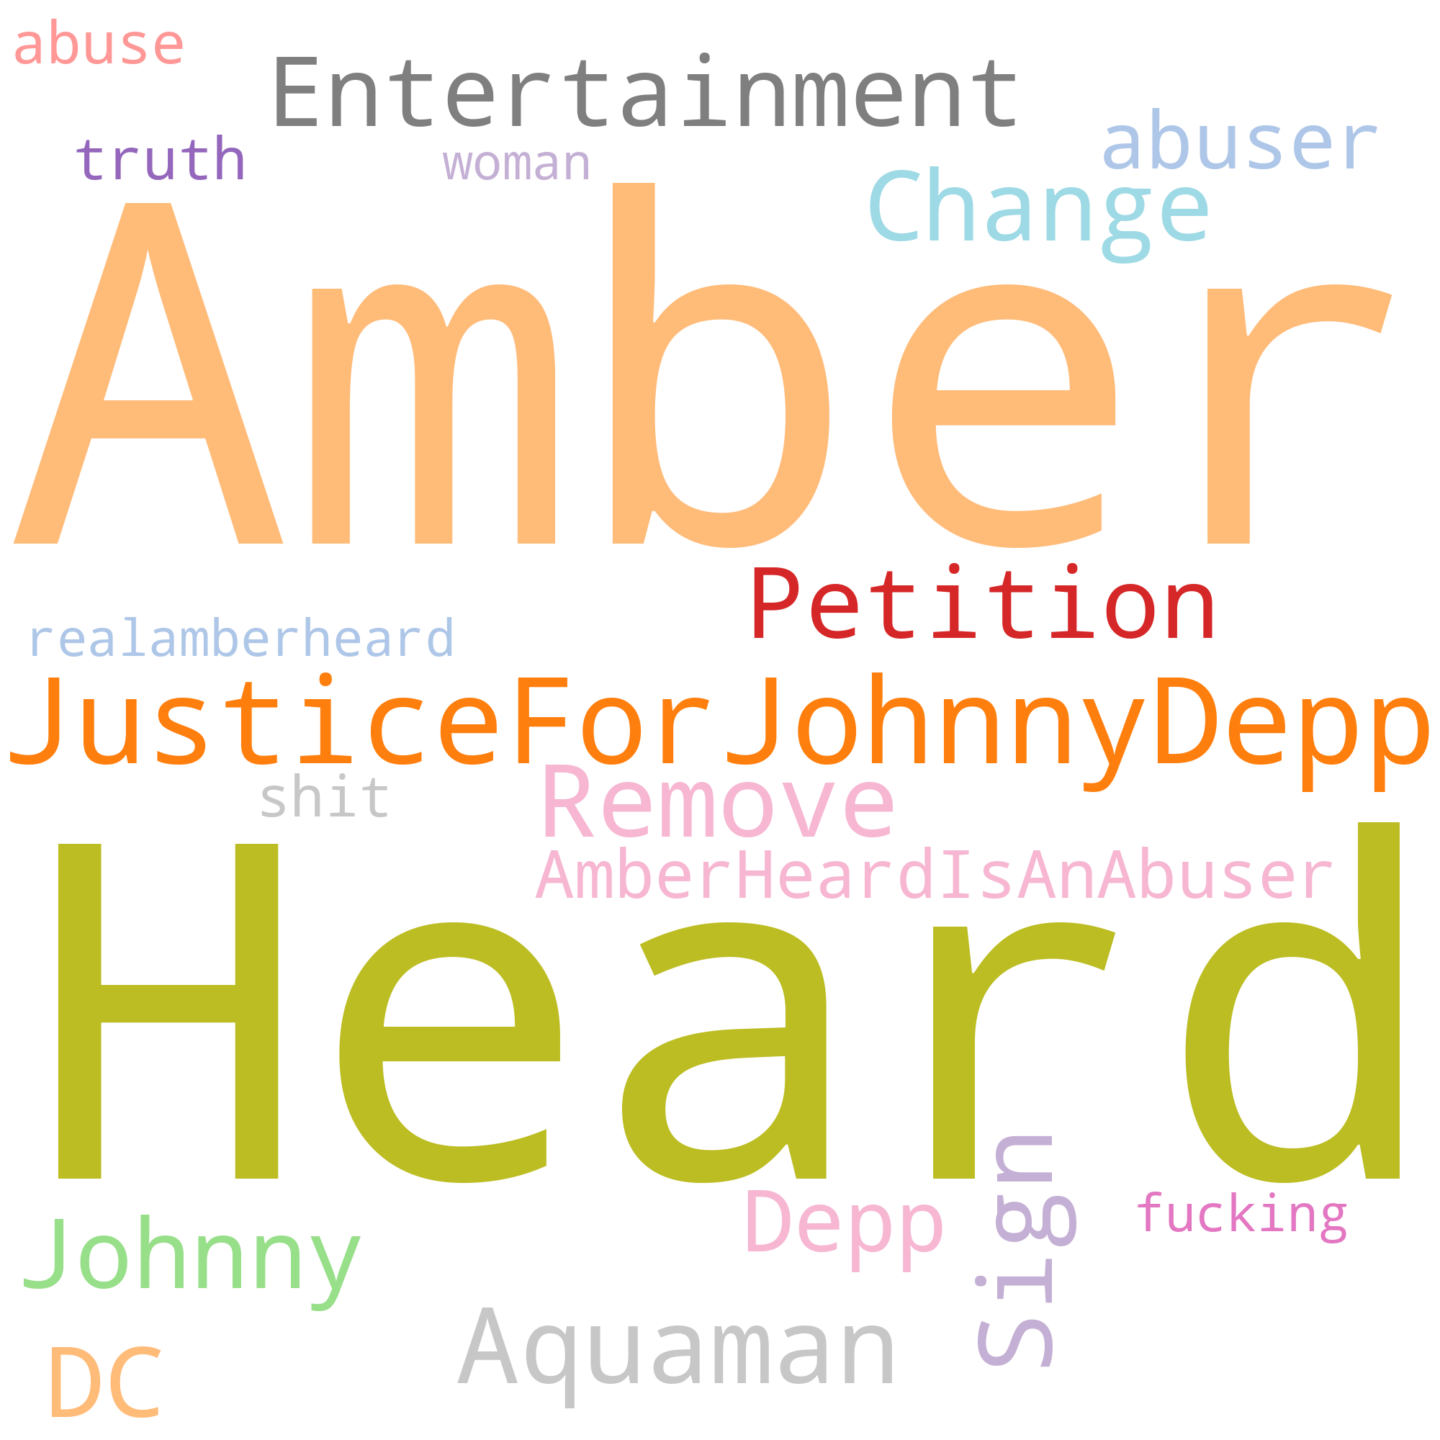 abuse
Entertainment
abuser
truth
woman
Change
Amber
Petition
realamberheard
JusticeForJohnnyDepp
shit
Remove
AmberHeardIsAnAbuser
Heard
Sign
Depp
fucking
Johnny
Aquaman
DC